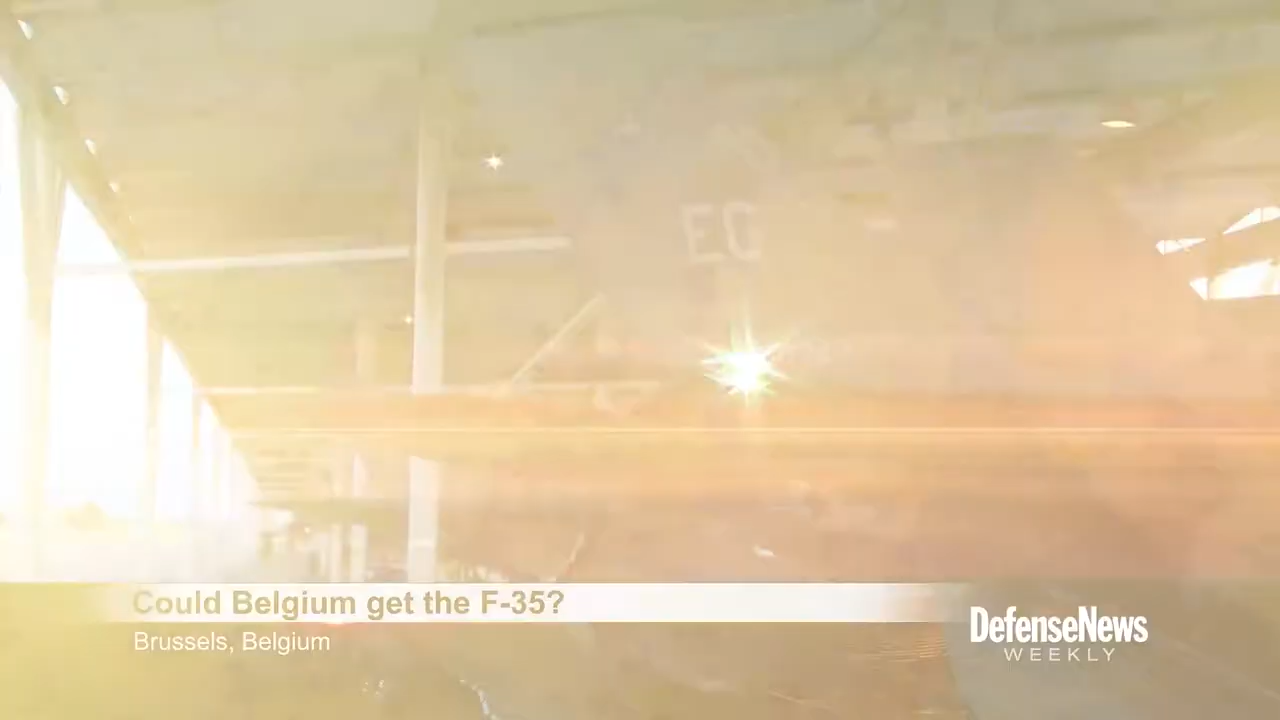 Could Belgium get the F-35?
Brussels, Belgium
DefenseNews
WEEKLY